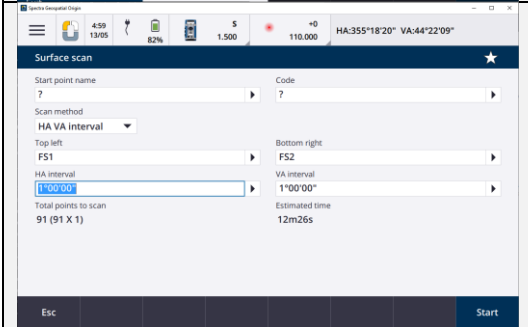 Spectra Geospatial Origin
4:59
13/05
82%
S
1.500
+0
110.000
HA:355°18'20" VA:44°22'09"
Surface scan
Start point name
Code
?
?
Scan method
HA VA interval
Top left
Bottom right
FS1
FS2
HA interval
VA interval
1°00'00"
1°00'00"
Total points to scan
Estimated time
91 (91 X 1)
12m26s
Esc
Start